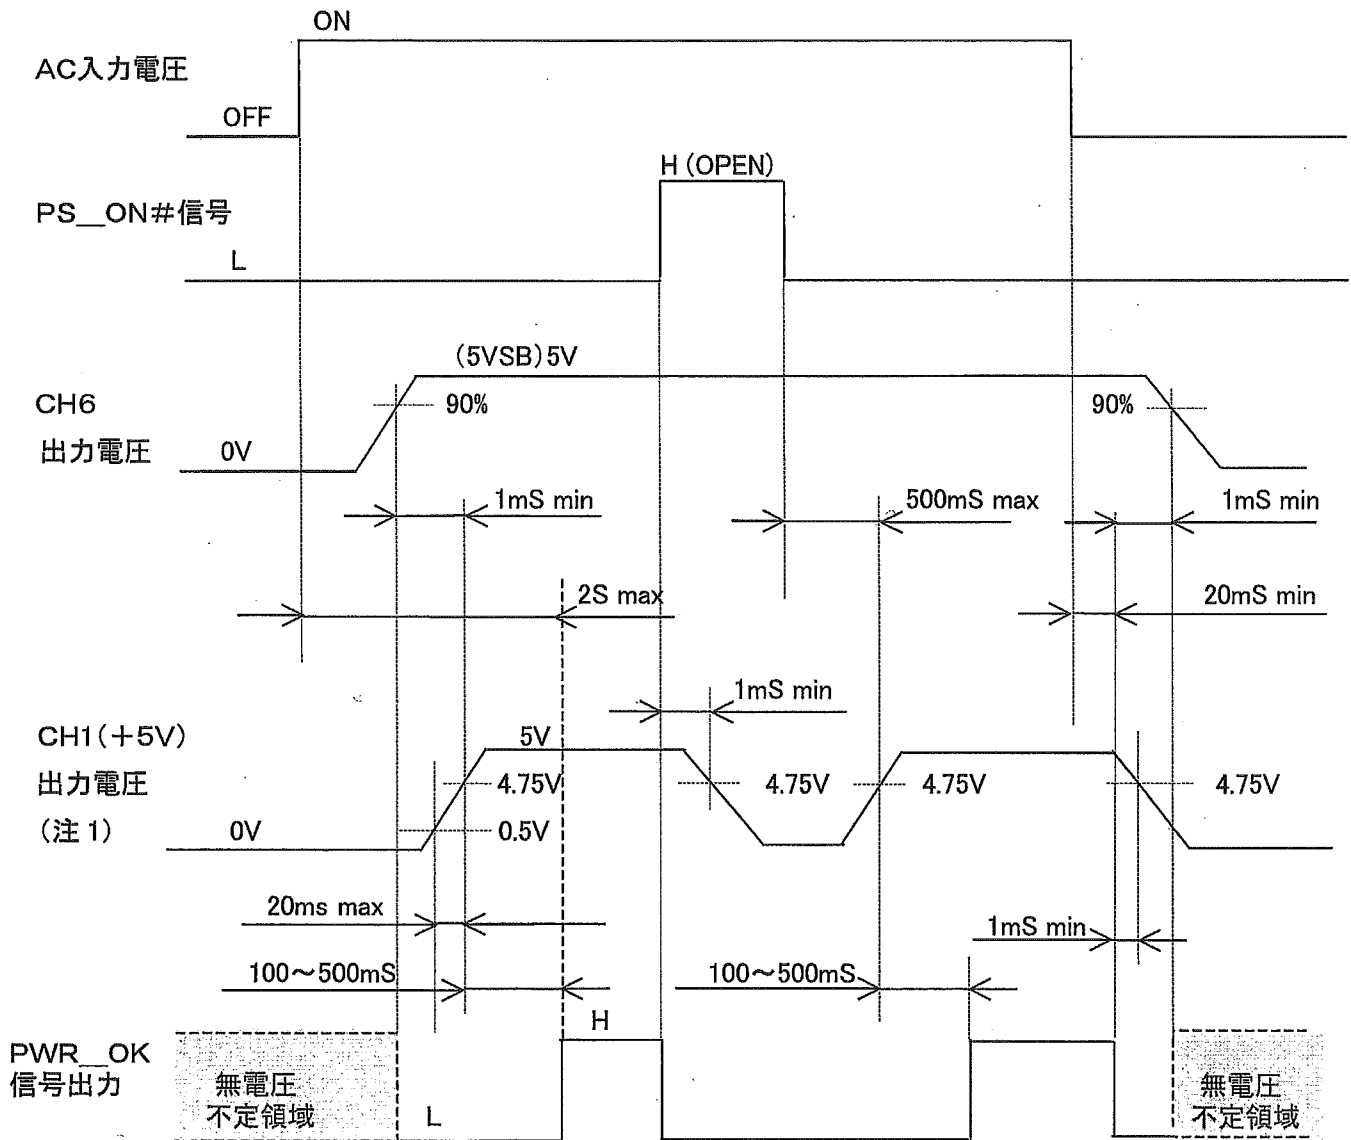 ON
AC入力電圧
OFF
H(OPEN)
PS__ON#信号
L
(5VSB)5V
CH6
90%
90%
出力電圧
0V
1mS min
500mS max
1mS min
2S max
20mS min
1mS min
CH1(+5V)
5V
出力電圧
4.75V
4.75V
4.75V
4.75V
(注1)
0V
0.5V
20ms max
1mS min
100~500mS
100~500mS
H
PWR__OK
信号出力
無電圧
不定領域
L
無電圧
不定領域